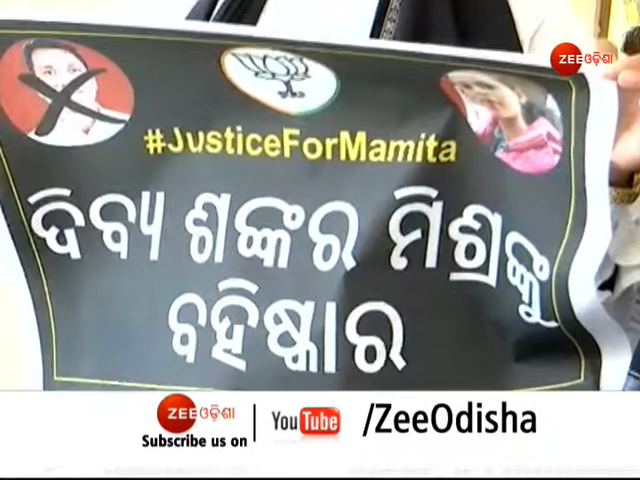 ZEE ଓଡ଼ିଶା
#JusticeForMamita
ଦିବ୍ୟ ଶଙ୍କର ମିଶ୍ରଙ୍କୁ
ବହିଷ୍କାର
ZEE ଓଡ଼ିଶା
Subscribe us on
YouTube
/ZeeOdisha